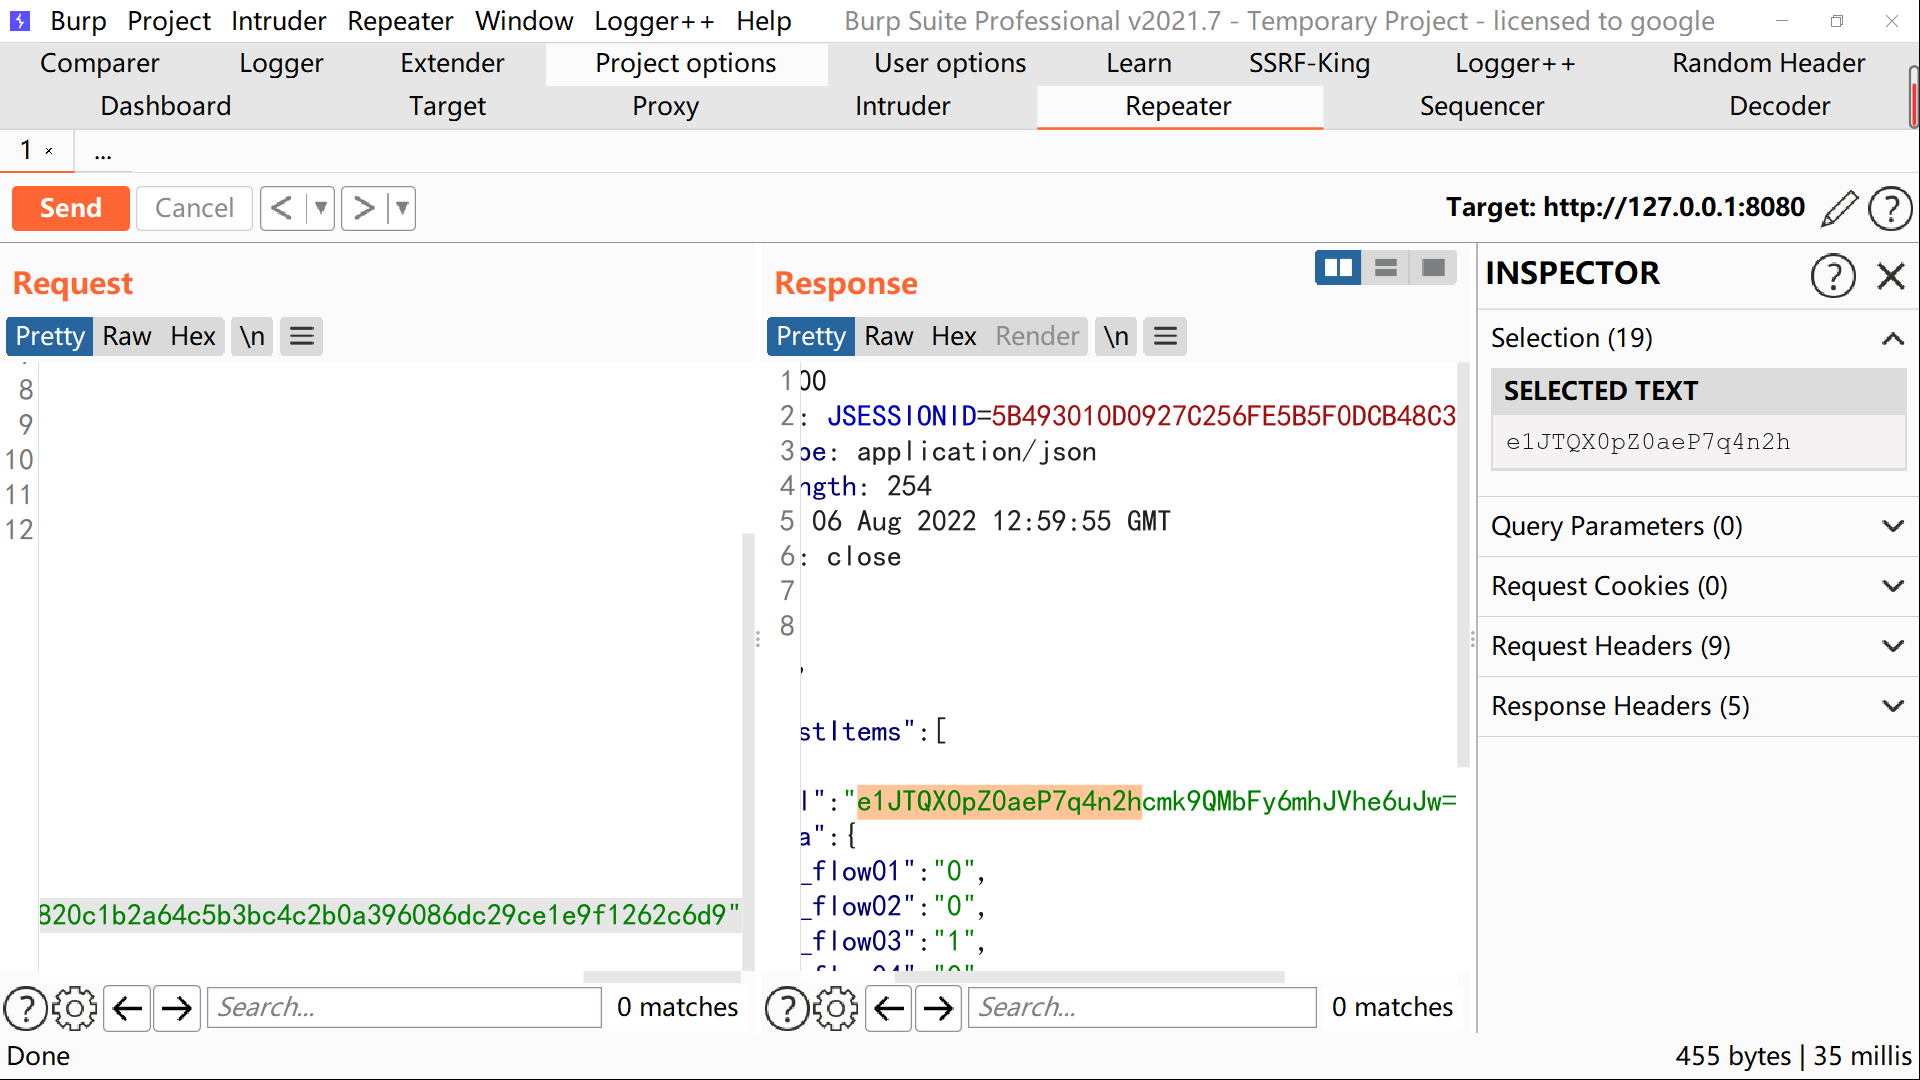 Burp Project Intruder Repeater Window Logger++ Help Burp Suite Professional v2021.7 - Temporary Project - licensed to google
Comparer Logger Extender Project options User options Learn SSRF-King Logger++ Random Header
Dashboard Target Proxy Intruder Repeater Sequencer Decoder
1 × ...
Send Cancel < > Target: http://127.0.0.1:8080
Request
Pretty Raw Hex \n
8
9
10
11
12
820c1b2a64c5b3bc4c2b0a396086dc29ce1e9f1262c6d9"
Search... 0 matches
Response
Pretty Raw Hex Render \n
1 00
2 : JSESSIONID=5B493010D0927C256FE5B5F0DCB48C3
3 pe: application/json
4 ngth: 254
5 06 Aug 2022 12:59:55 GMT
6 : close
7
8
,
stItems":[
l":"e1JTQX0pZ0aeP7q4n2hcmk9QMbFy6mhJVhe6uJw=
a":{
_flow01":"0",
_flow02":"0",
_flow03":"1",
Search... 0 matches
INSPECTOR
Selection (19)
SELECTED TEXT
e1JTQX0pZ0aeP7q4n2h
Query Parameters (0)
Request Cookies (0)
Request Headers (9)
Response Headers (5)
Done 455 bytes | 35 millis